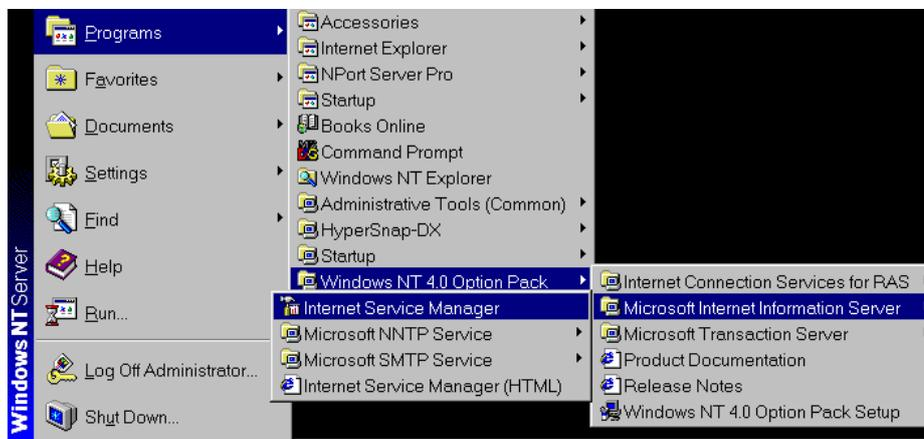 Windows NT Server
Programs
Favorites
Documents
Settings
Find
Help
Run...
Log Off Administrator...
Shut Down...
Accessories
Internet Explorer
NPort Server Pro
Startup
Books Online
Command Prompt
Windows NT Explorer
Administrative Tools (Common)
HyperSnap-DX
Startup
Windows NT 4.0 Option Pack
Internet Connection Services for RAS
Microsoft Internet Information Server
Microsoft Transaction Server
Product Documentation
Release Notes
Windows NT 4.0 Option Pack Setup
Internet Service Manager
Microsoft NNTP Service
Microsoft SMTP Service
Internet Service Manager (HTML)